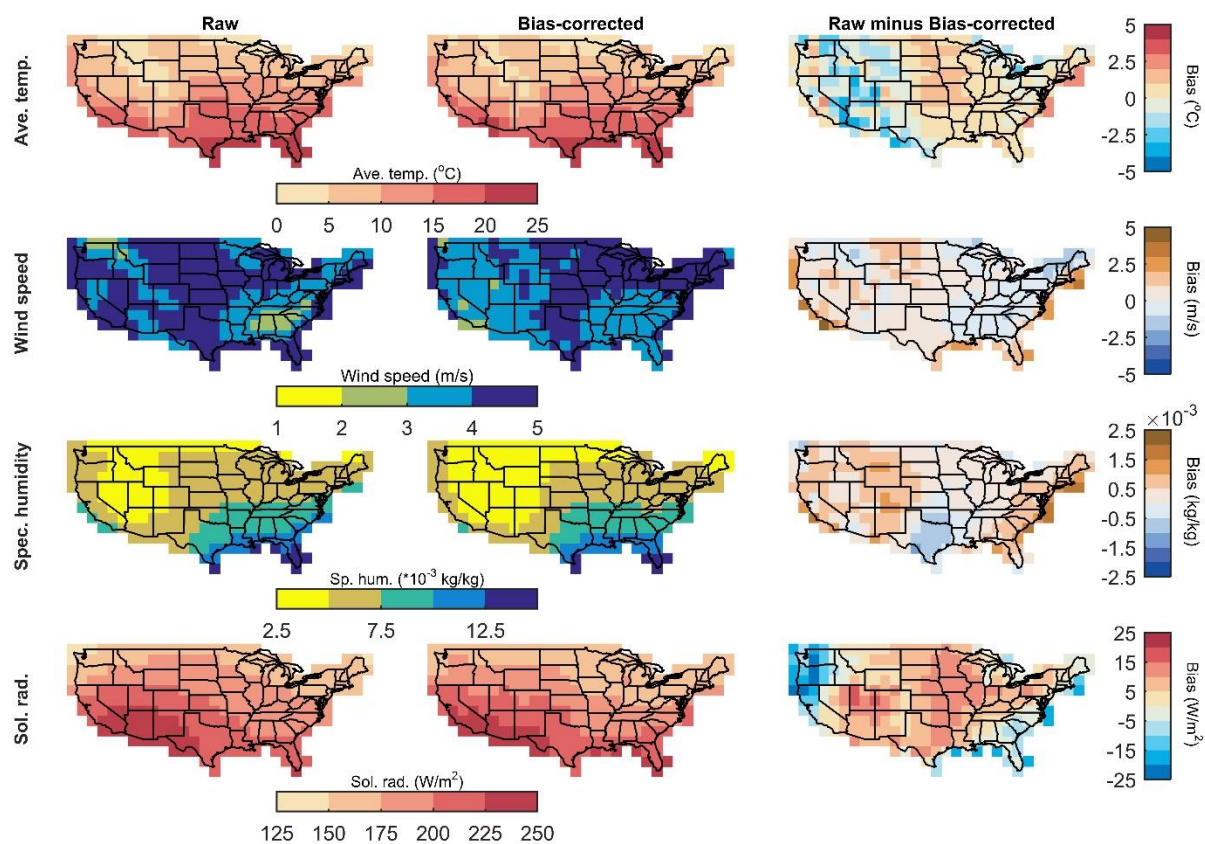 Raw
Bias-corrected
Raw minus Bias-corrected
Ave. temp.
5
2.5
0
-2.5
-5
Bias (°C)
Ave. temp. (°C)
0 5 10 15 20 25
Wind speed
5
2.5
0
-2.5
-5
Bias (m/s)
Wind speed (m/s)
1 2 3 4 5
Spec. humidity
×10⁻³
2.5
1.5
0.5
-0.5
-1.5
-2.5
Bias (kg/kg)
Sp. hum. (*10⁻³ kg/kg)
2.5 7.5 12.5
Sol. rad.
25
15
5
-5
-15
-25
Bias (W/m²)
Sol. rad. (W/m²)
125 150 175 200 225 250